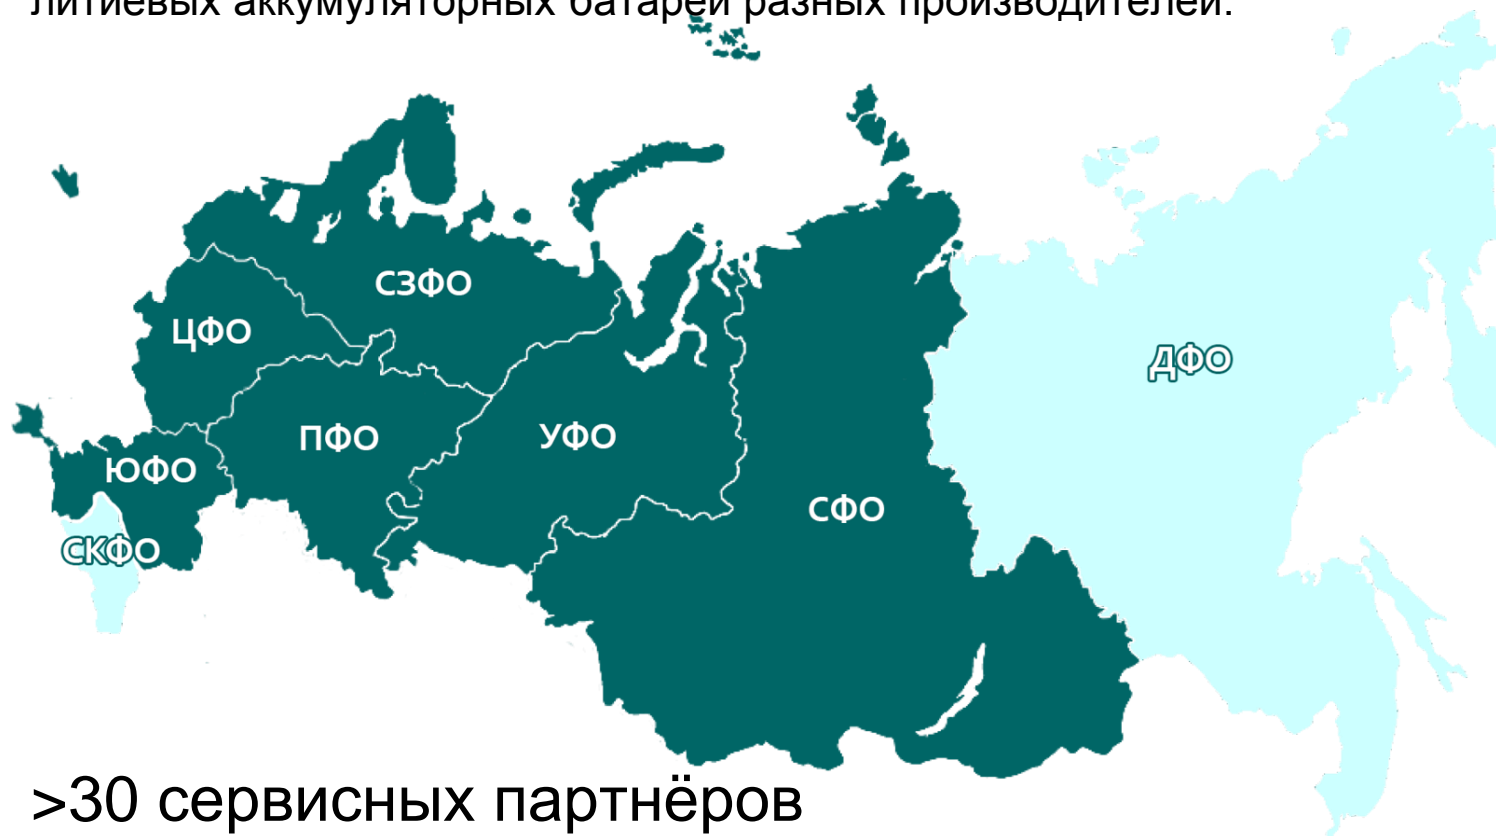 литиевых аккумуляторных батарей разных производителей.
СЗФО
ЦФО
ДФО
ПФО
УФО
ЮФО
СФО
СКФО
>30 сервисных партнёров